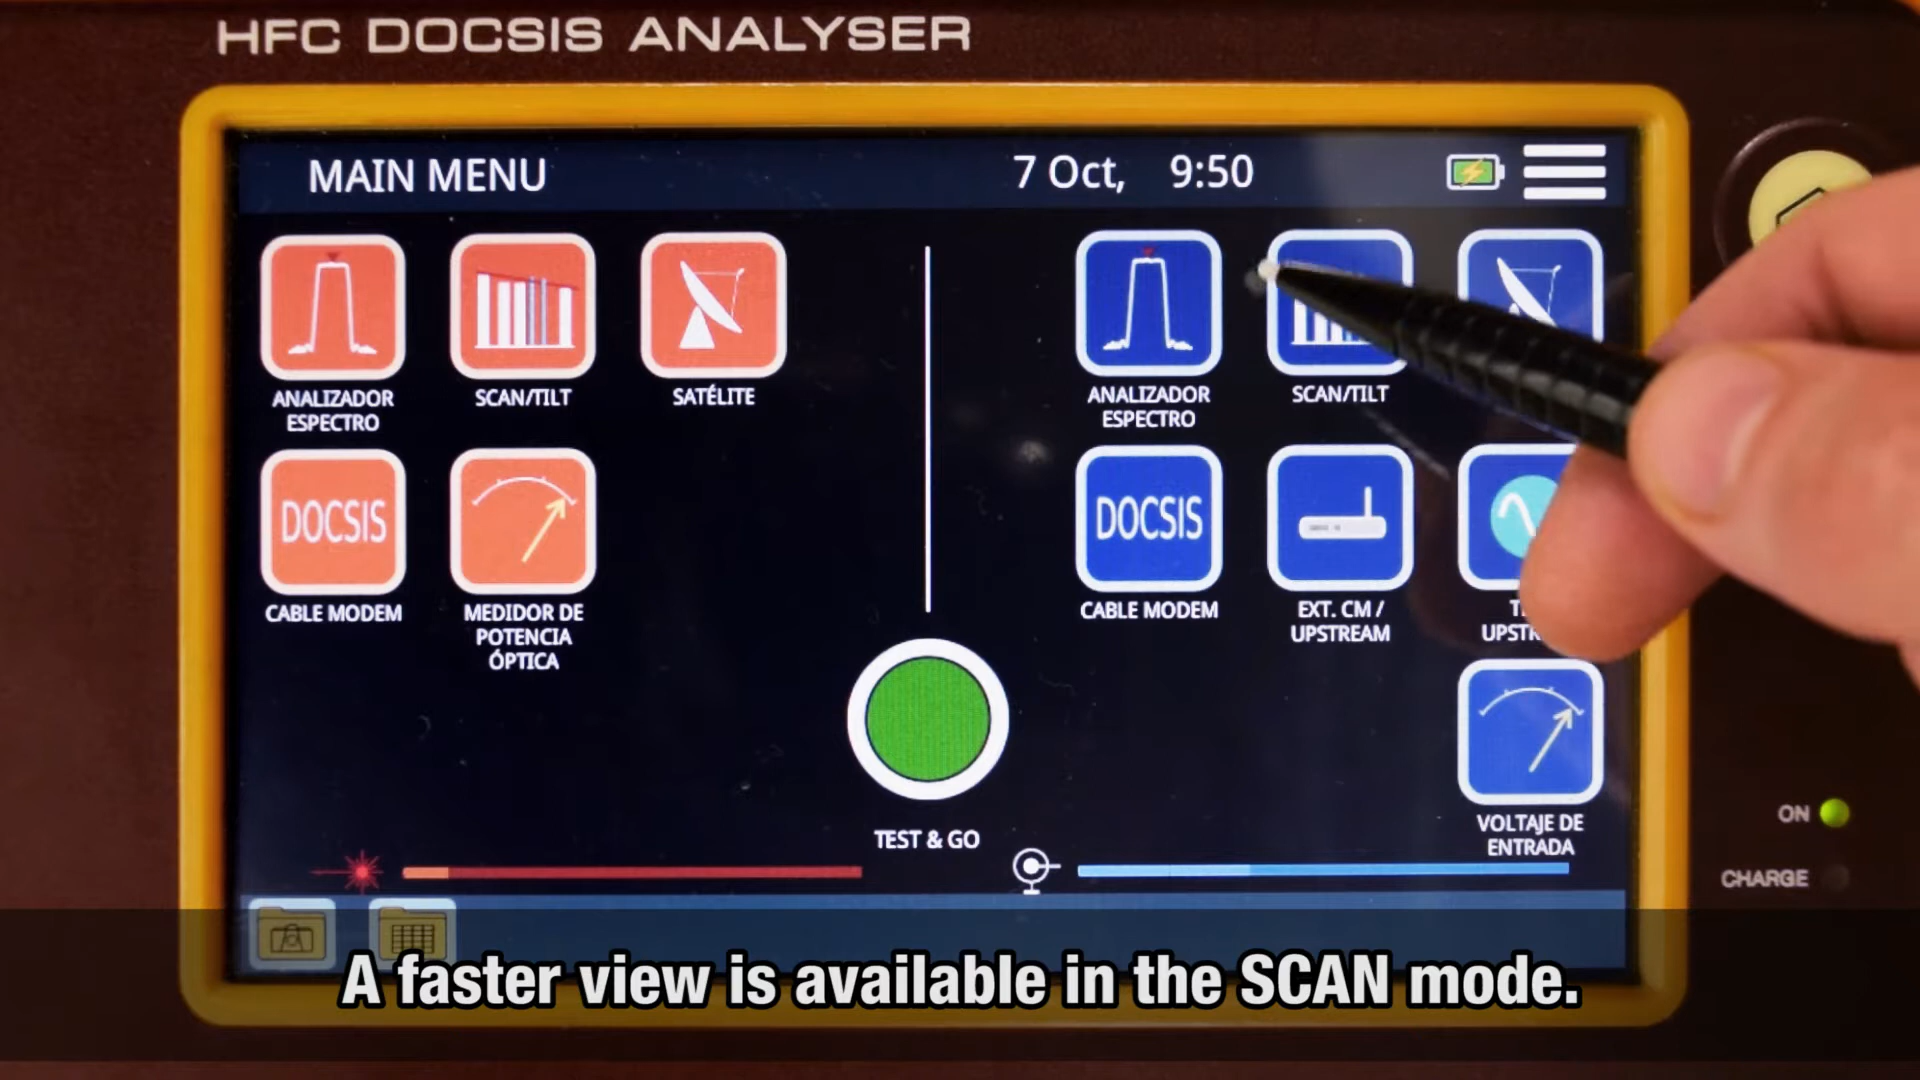 HFC DOCSIS ANALYSER
MAIN MENU
7 Oct, 9:50
ANALIZADOR
ESPECTRO
SCAN/TILT
SATÉLITE
ANALIZADOR
ESPECTRO
SCAN/TILT
DOCSIS
CABLE MODEM
MEDIDOR DE
POTENCIA
ÓPTICA
DOCSIS
CABLE MODEM
EXT. CM /
UPSTREAM
TEST & GO
VOLTAJE DE
ENTRADA
ON
CHARGE
A faster view is available in the SCAN mode.